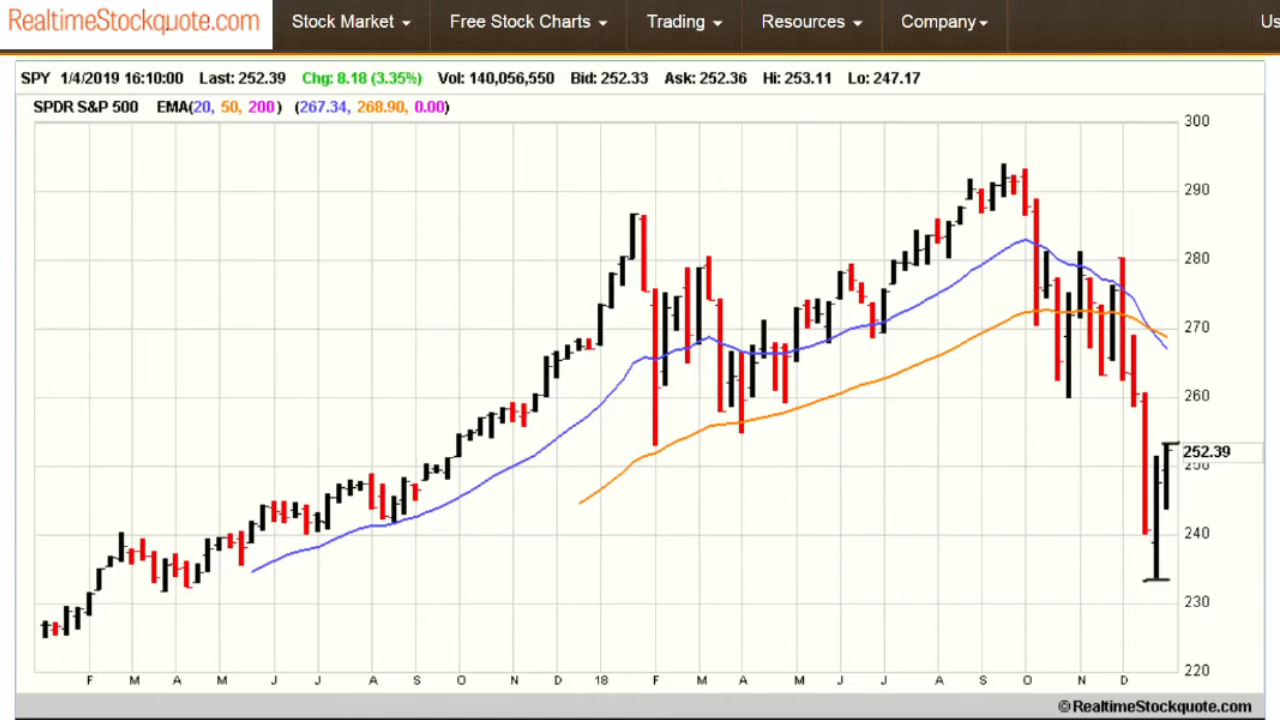 RealtimeStockquote.com Stock Market Free Stock Charts Trading Resources Company Us
SPY 1/4/2019 16:10:00 Last: 252.39 Chg: 8.18 (3.35%) Vol: 140,056,550 Bid: 252.33 Ask: 252.36 Hi: 253.11 Lo: 247.17
SPDR S&P 500 EMA(20, 50, 200) (267.34, 268.90, 0.00)
300
290
280
270
260
252.39
250
240
230
220
F M A M J J A S O N D 18 F M A M J J A S O N D
©RealtimeStockquote.com